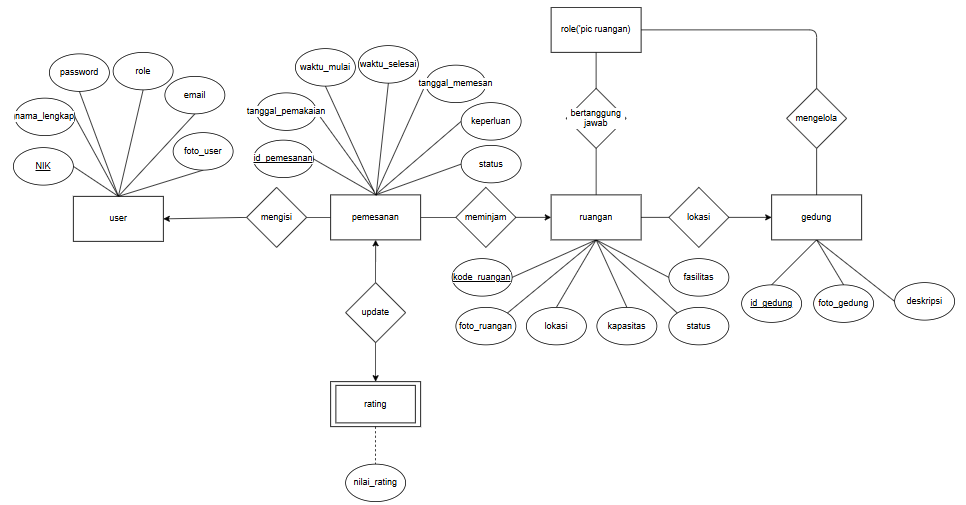 role('pic ruangan)
password
role
email
nama_lengkap
foto_user
NIK
waktu_mulai
waktu_selesai
tanggal_memesan
tanggal_pemakaian
keperluan
id_pemesanan
status
bertanggung
jawab
mengelola
user
mengisi
pemesanan
meminjam
ruangan
lokasi
gedung
kode_ruangan
fasilitas
foto_ruangan
lokasi
kapasitas
status
id_gedung
foto_gedung
deskripsi
update
rating
nilai_rating